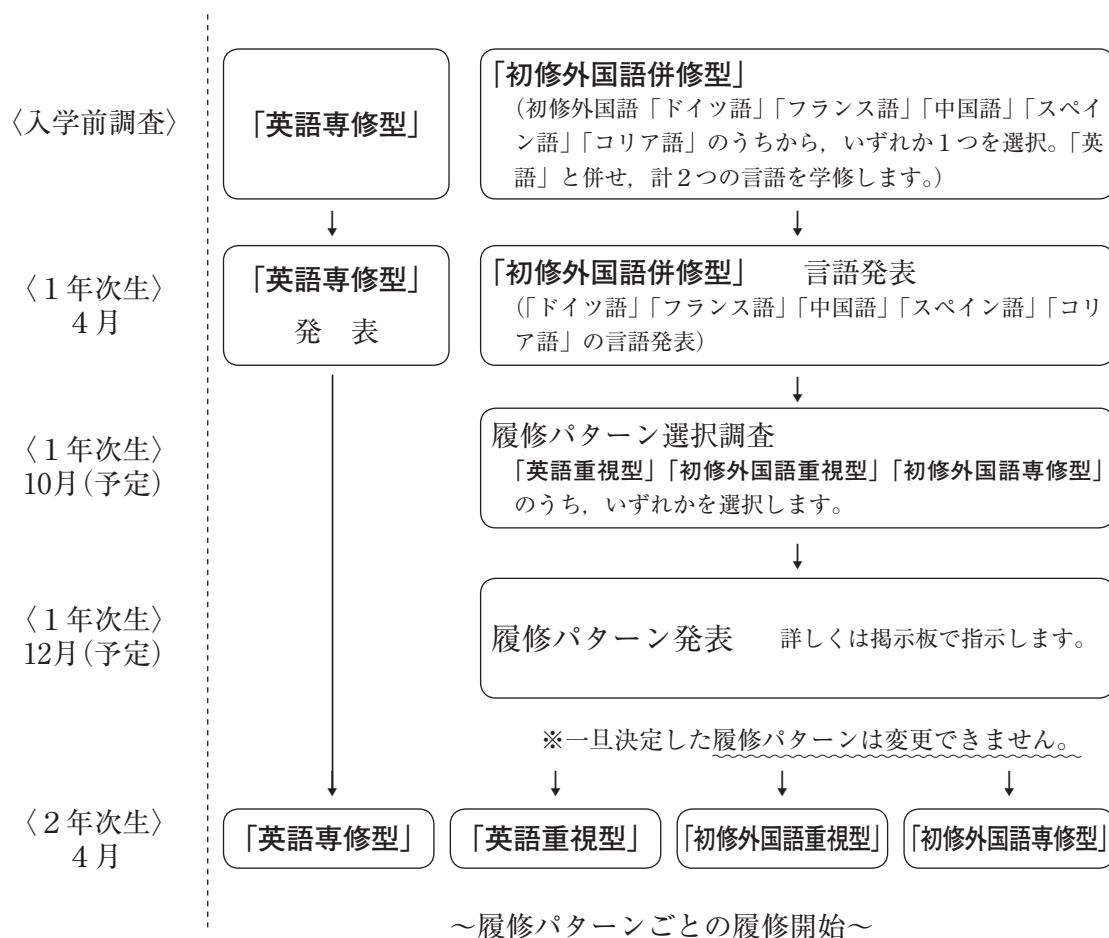 〈入学前調査〉
「英語専修型」
「初修外国語併修型」
(初修外国語「ドイツ語」「フランス語」「中国語」「スペイ
ン語」「コリア語」のうちから，いずれか１つを選択。「英
語」と併せ，計２つの言語を学修します。)
〈１年次生〉
４月
「英語専修型」
発　表
「初修外国語併修型」　言語発表
(「ドイツ語」「フランス語」「中国語」「スペイン語」「コリ
ア語」の言語発表)
〈１年次生〉
10月(予定)
履修パターン選択調査
「英語重視型」「初修外国語重視型」「初修外国語専修型」
のうち，いずれかを選択します。
〈１年次生〉
12月(予定)
履修パターン発表　詳しくは掲示板で指示します。
※一旦決定した履修パターンは変更できません。
〈２年次生〉
４月
「英語専修型」
「英語重視型」
「初修外国語重視型」
「初修外国語専修型」
～履修パターンごとの履修開始～